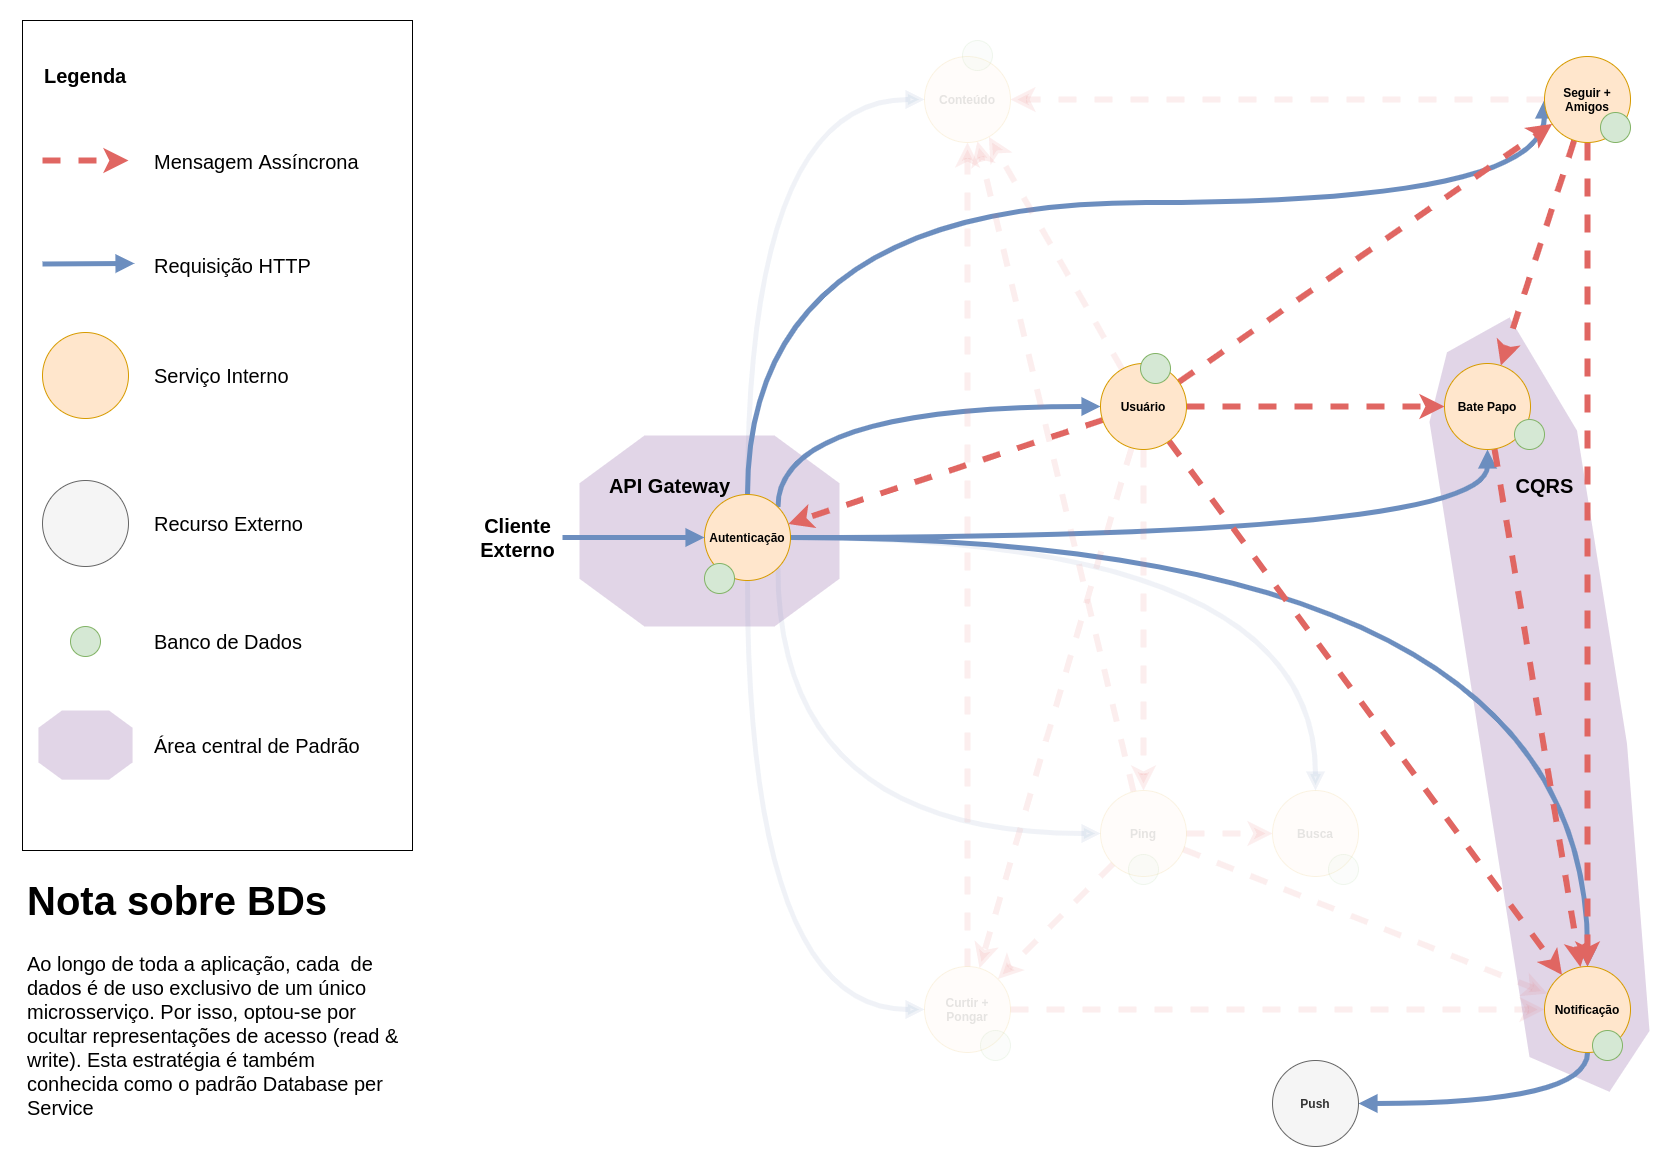 Legenda
Mensagem Assíncrona
Requisição HTTP
Serviço Interno
Recurso Externo
Banco de Dados
Área central de Padrão
Nota sobre BDs
Ao longo de toda a aplicação, cada  de
dados é de uso exclusivo de um único
microsserviço. Por isso, optou-se por
ocultar representações de acesso (read &
write). Esta estratégia é também
conhecida como o padrão Database per
Service
Conteúdo
Seguir +
Amigos
Usuário
Bate Papo
API Gateway
CQRS
Cliente
Externo
Autenticação
Ping
Busca
Curtir +
Pongar
Notificação
Push